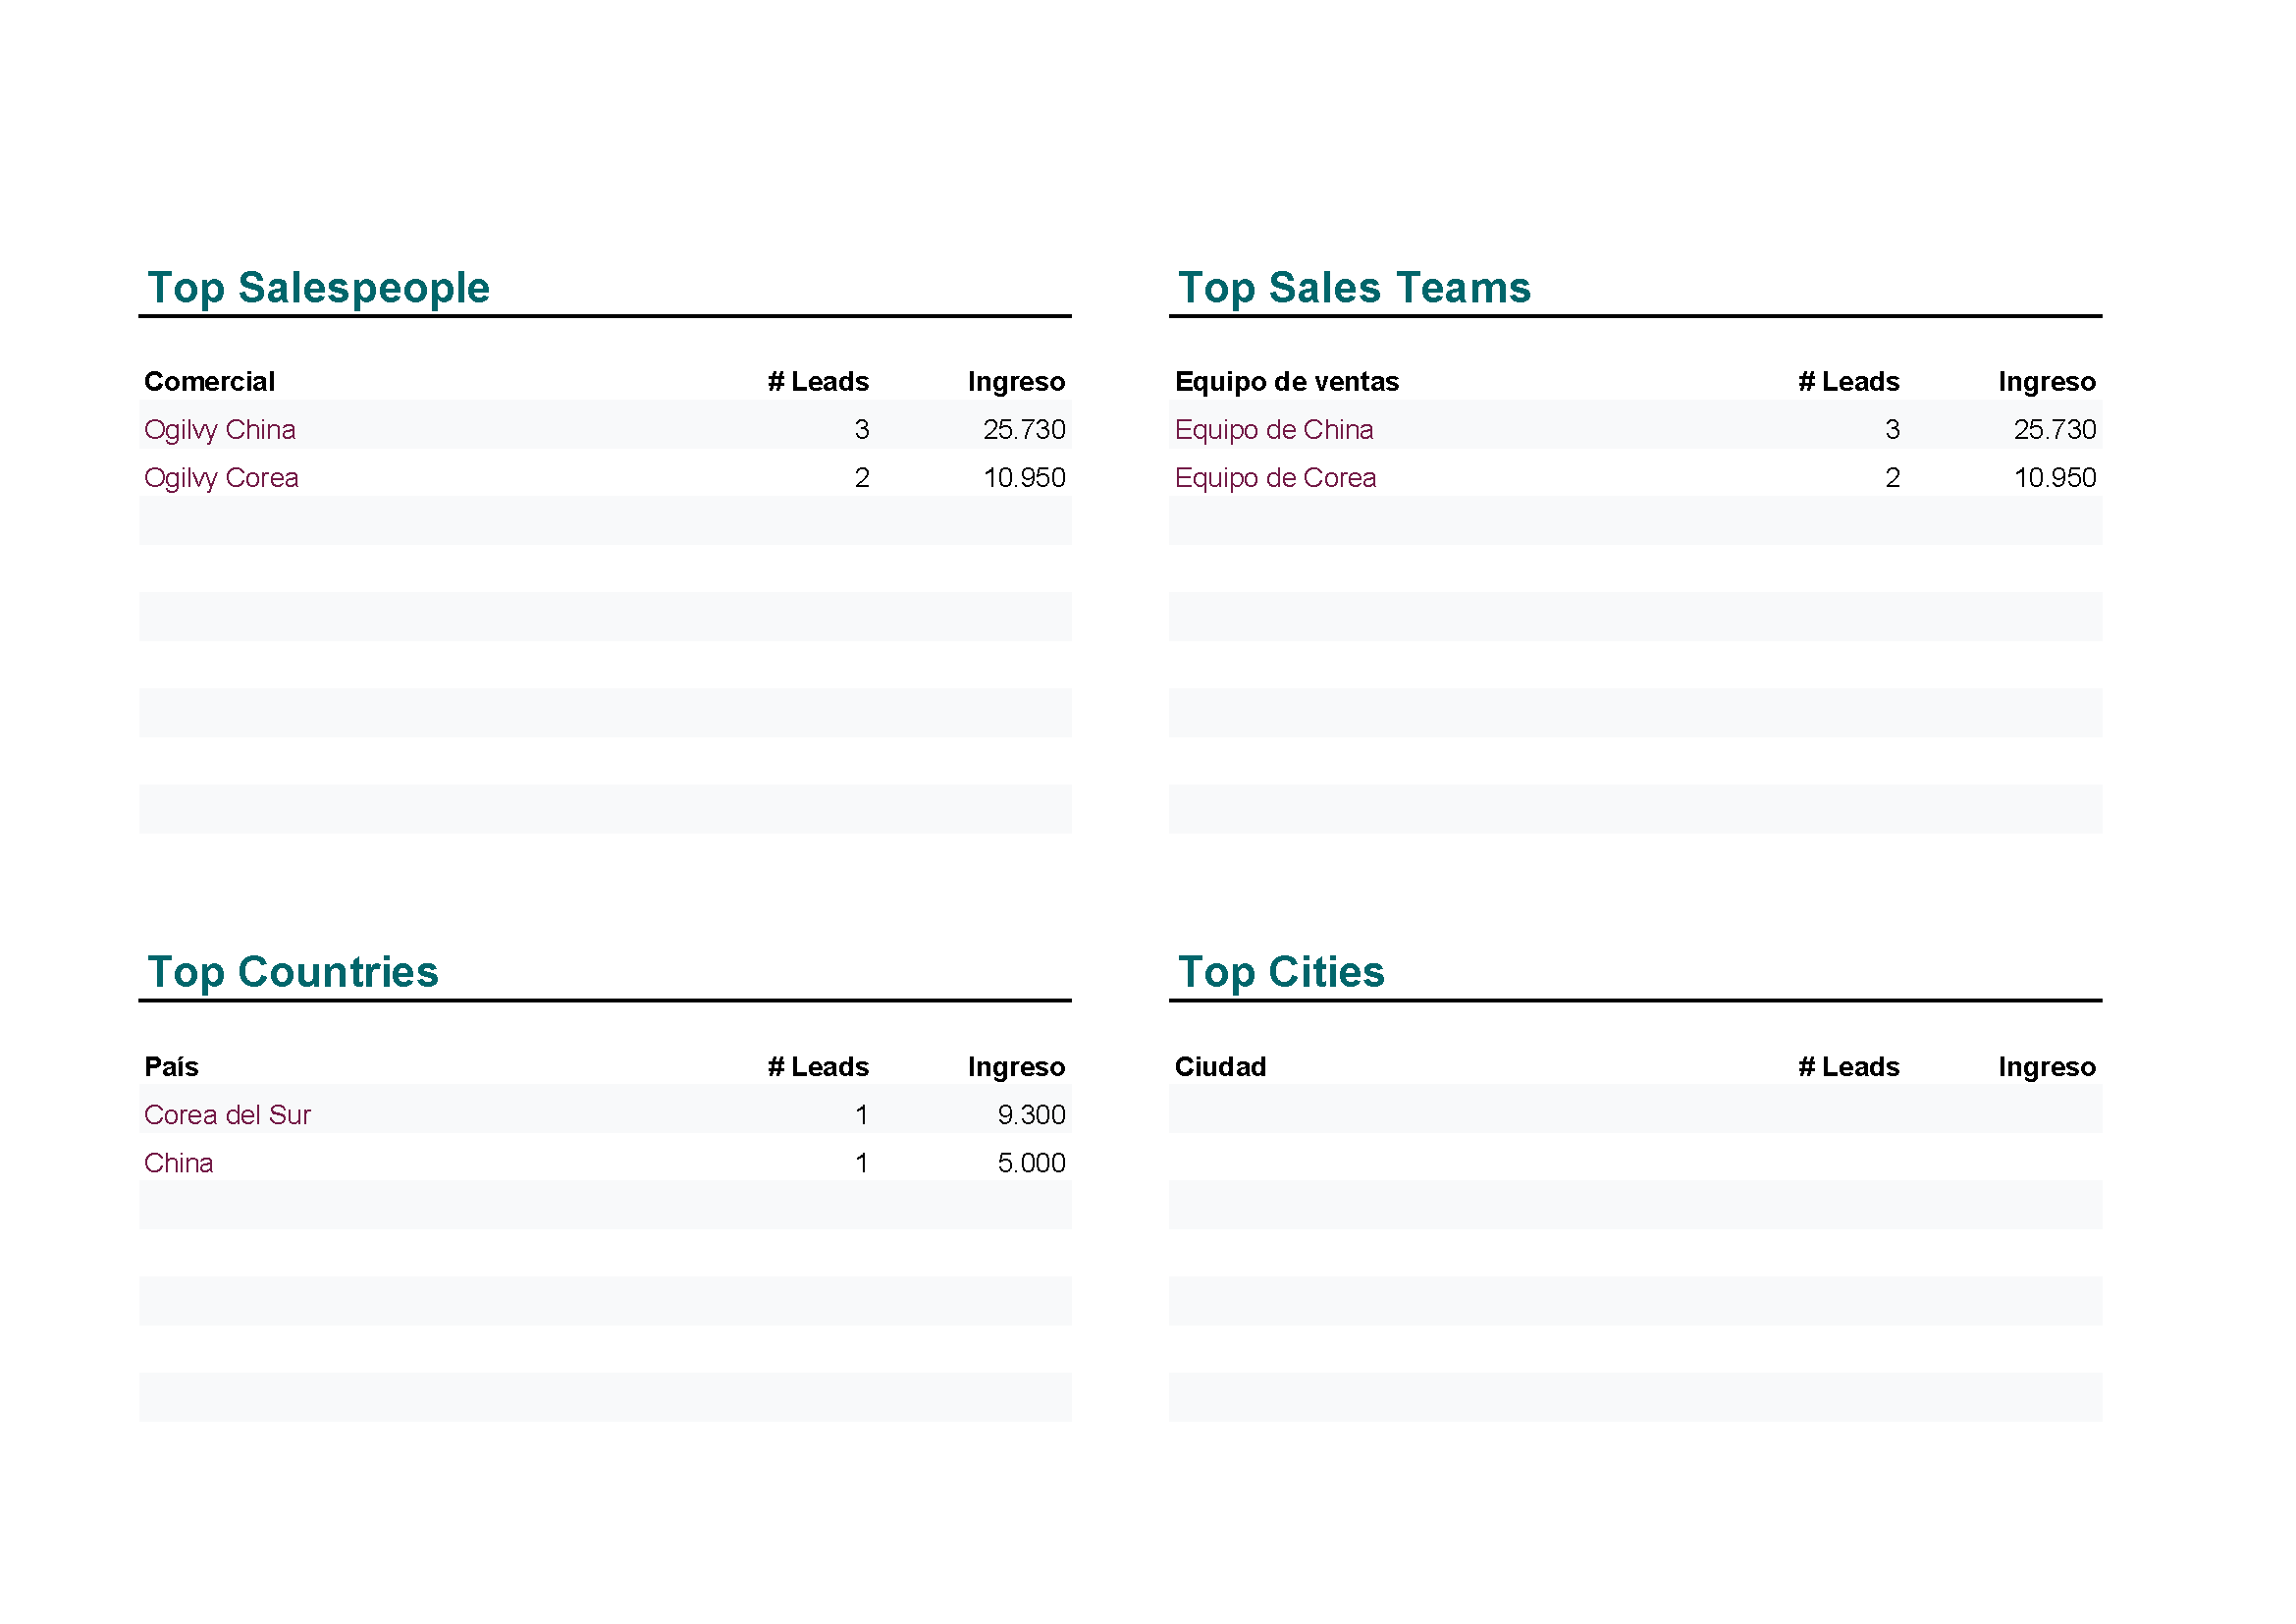 Top Salespeople
Comercial # Leads Ingreso
Ogilvy China 3 25.730
Ogilvy Corea 2 10.950
Top Sales Teams
Equipo de ventas # Leads Ingreso
Equipo de China 3 25.730
Equipo de Corea 2 10.950
Top Countries
País # Leads Ingreso
Corea del Sur 1 9.300
China 1 5.000
Top Cities
Ciudad # Leads Ingreso